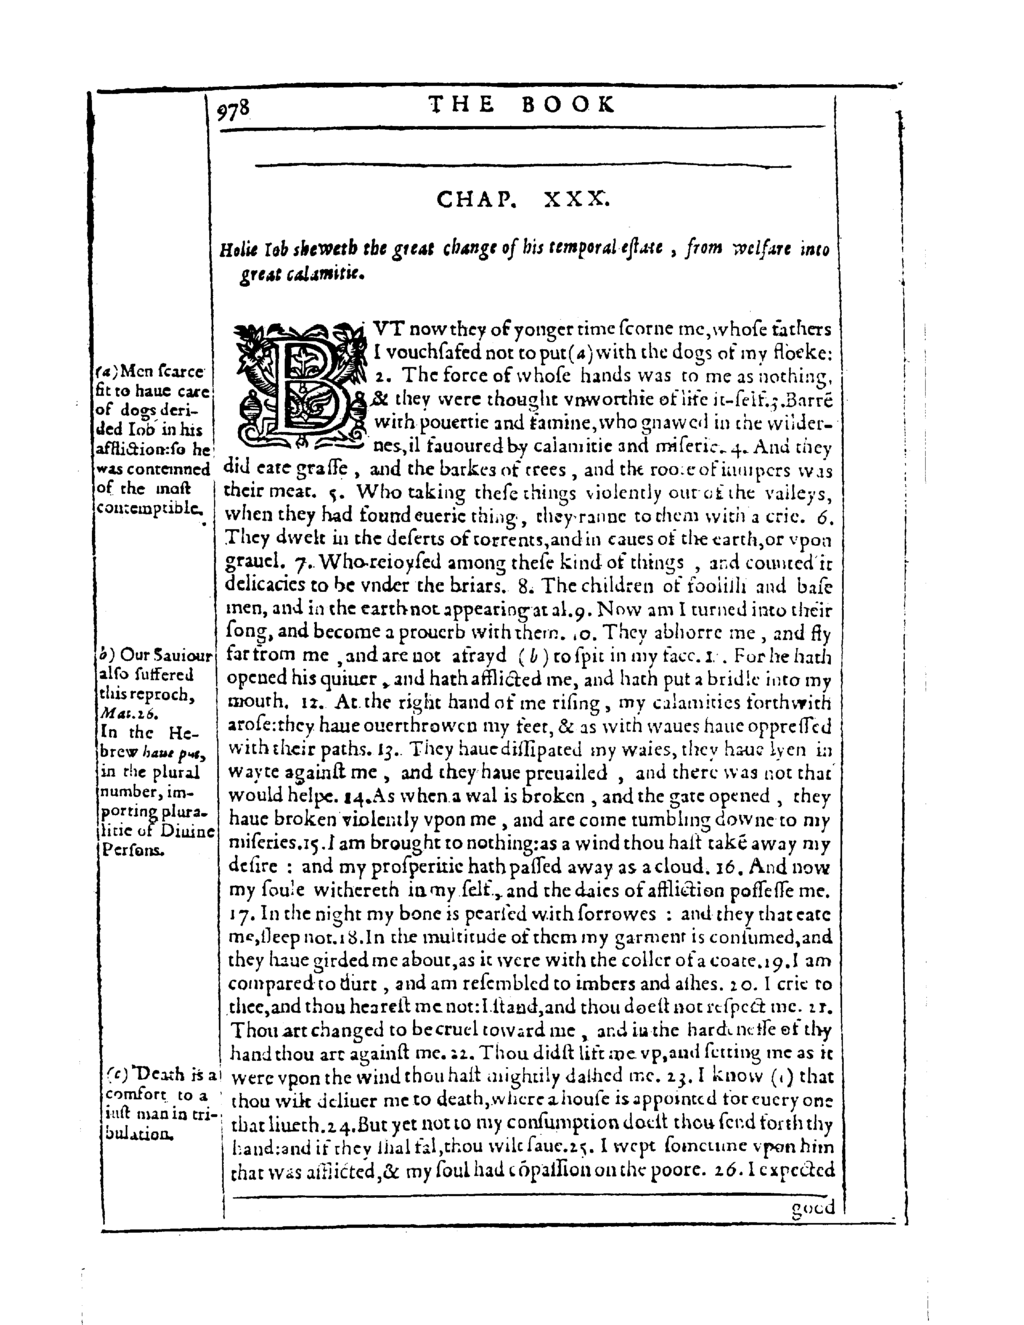 978
THE BOOK
CHAP. XXX.
Holie Iob sheweth the great change of his temporal eſtate , from welfare into
great calamitie.
BVT now they of yonger time ſcorne me,whoſe fathers
I vouchſafed not to put(a)with the dogs of my flocke:
2. The force of whoſe hands was to me as nothing,
& they were thought vnworthie of life it-ſelf.3.Barrē
with pouertie and famine,who gnawed in the wilder-
nes,il fauoured by calamitie and miſerie. 4. And they
did eate graſſe , and the barkes of trees , and the roote of iunipers was
their meat. 5. Who taking theſe things violently out of the valleys,
when they had found euerie thing , they ranne to them with a crie. 6.
They dwelt in the deſerts of torrents,and in caues of the earth,or vpon
grauel. 7. Who reioyſed among theſe kind of things , and counted it
delicacies to be vnder the briars. 8. The children of fooliſh and baſe
men, and in the earth not appearing at al.9. Now am I turned into their
ſong, and become a prouerb with them. 10. They abhorre me , and fly
far from me ,and are not afrayd (b) to ſpit in my face. 11. For he hath
opened his quiuer , and hath afflicted me, and hath put a bridle into my
mouth. 12. At the right hand of me riſing , my calamities forthwith
aroſe:they haue ouerthrowen my feet, & as with waues haue oppreſſed
with their paths. 13. They haue diſſipated my waies, they haue lyen in
wayte againſt me , and they haue preuailed , and there was not that
would helpe. 14.As when a wal is broken , and the gate opened , they
haue broken violently vpon me , and are come tumbling downe to my
miſeries.15.I am brought to nothing:as a wind thou haſt takē away my
deſire : and my proſperitie hath paſſed away as a cloud. 16. And now
my ſoule withereth in my ſelf , and the daies of affliction poſſeſſe me.
17. In the night my bone is pearſed with ſorrowes : and they that eate
me,ſleep not.18.In the multitude of them my garment is conſumed,and
they haue girded me about,as it were with the coller of a coate.19.I am
compared to durt , and am reſembled to imbers and aſhes. 20. I crie to
thee,and thou heareſt me not:I ſtand,and thou doeſt not reſpect me. 21.
Thou art changed to be cruel toward me , and in the hardneſſe of thy
hand thou art againſt me. 22. Thou didſt lift me vp,and ſetting me as it
were vpon the wind thou haſt mightily daſhed me. 23. I know (c) that
thou wilt deliuer me to death,where a houſe is appointed for euery one
that liueth.24.But yet not to my conſumption doeſt thou ſend forth thy
hand:and if they ſhal fal,thou wilt ſaue.25. I wept ſometime vpon him
that was afflicted,& my ſoul had cōpaſſion on the poore. 26. I expected
good
(a)Men ſcarce
fit to haue care
of dogs deri-
ded Iob in his
affliction:ſo he
was contemned
of the moſt
contemptible.
b) Our Sauiour
alſo ſuffered
this reproch,
Mat.26.
In the He-
brew haue put,
in the plural
number, im-
porting plura-
litie of Diuine
Perſons.
(c) Death is a
comfort to a
iuſt man in tri-
bulation.